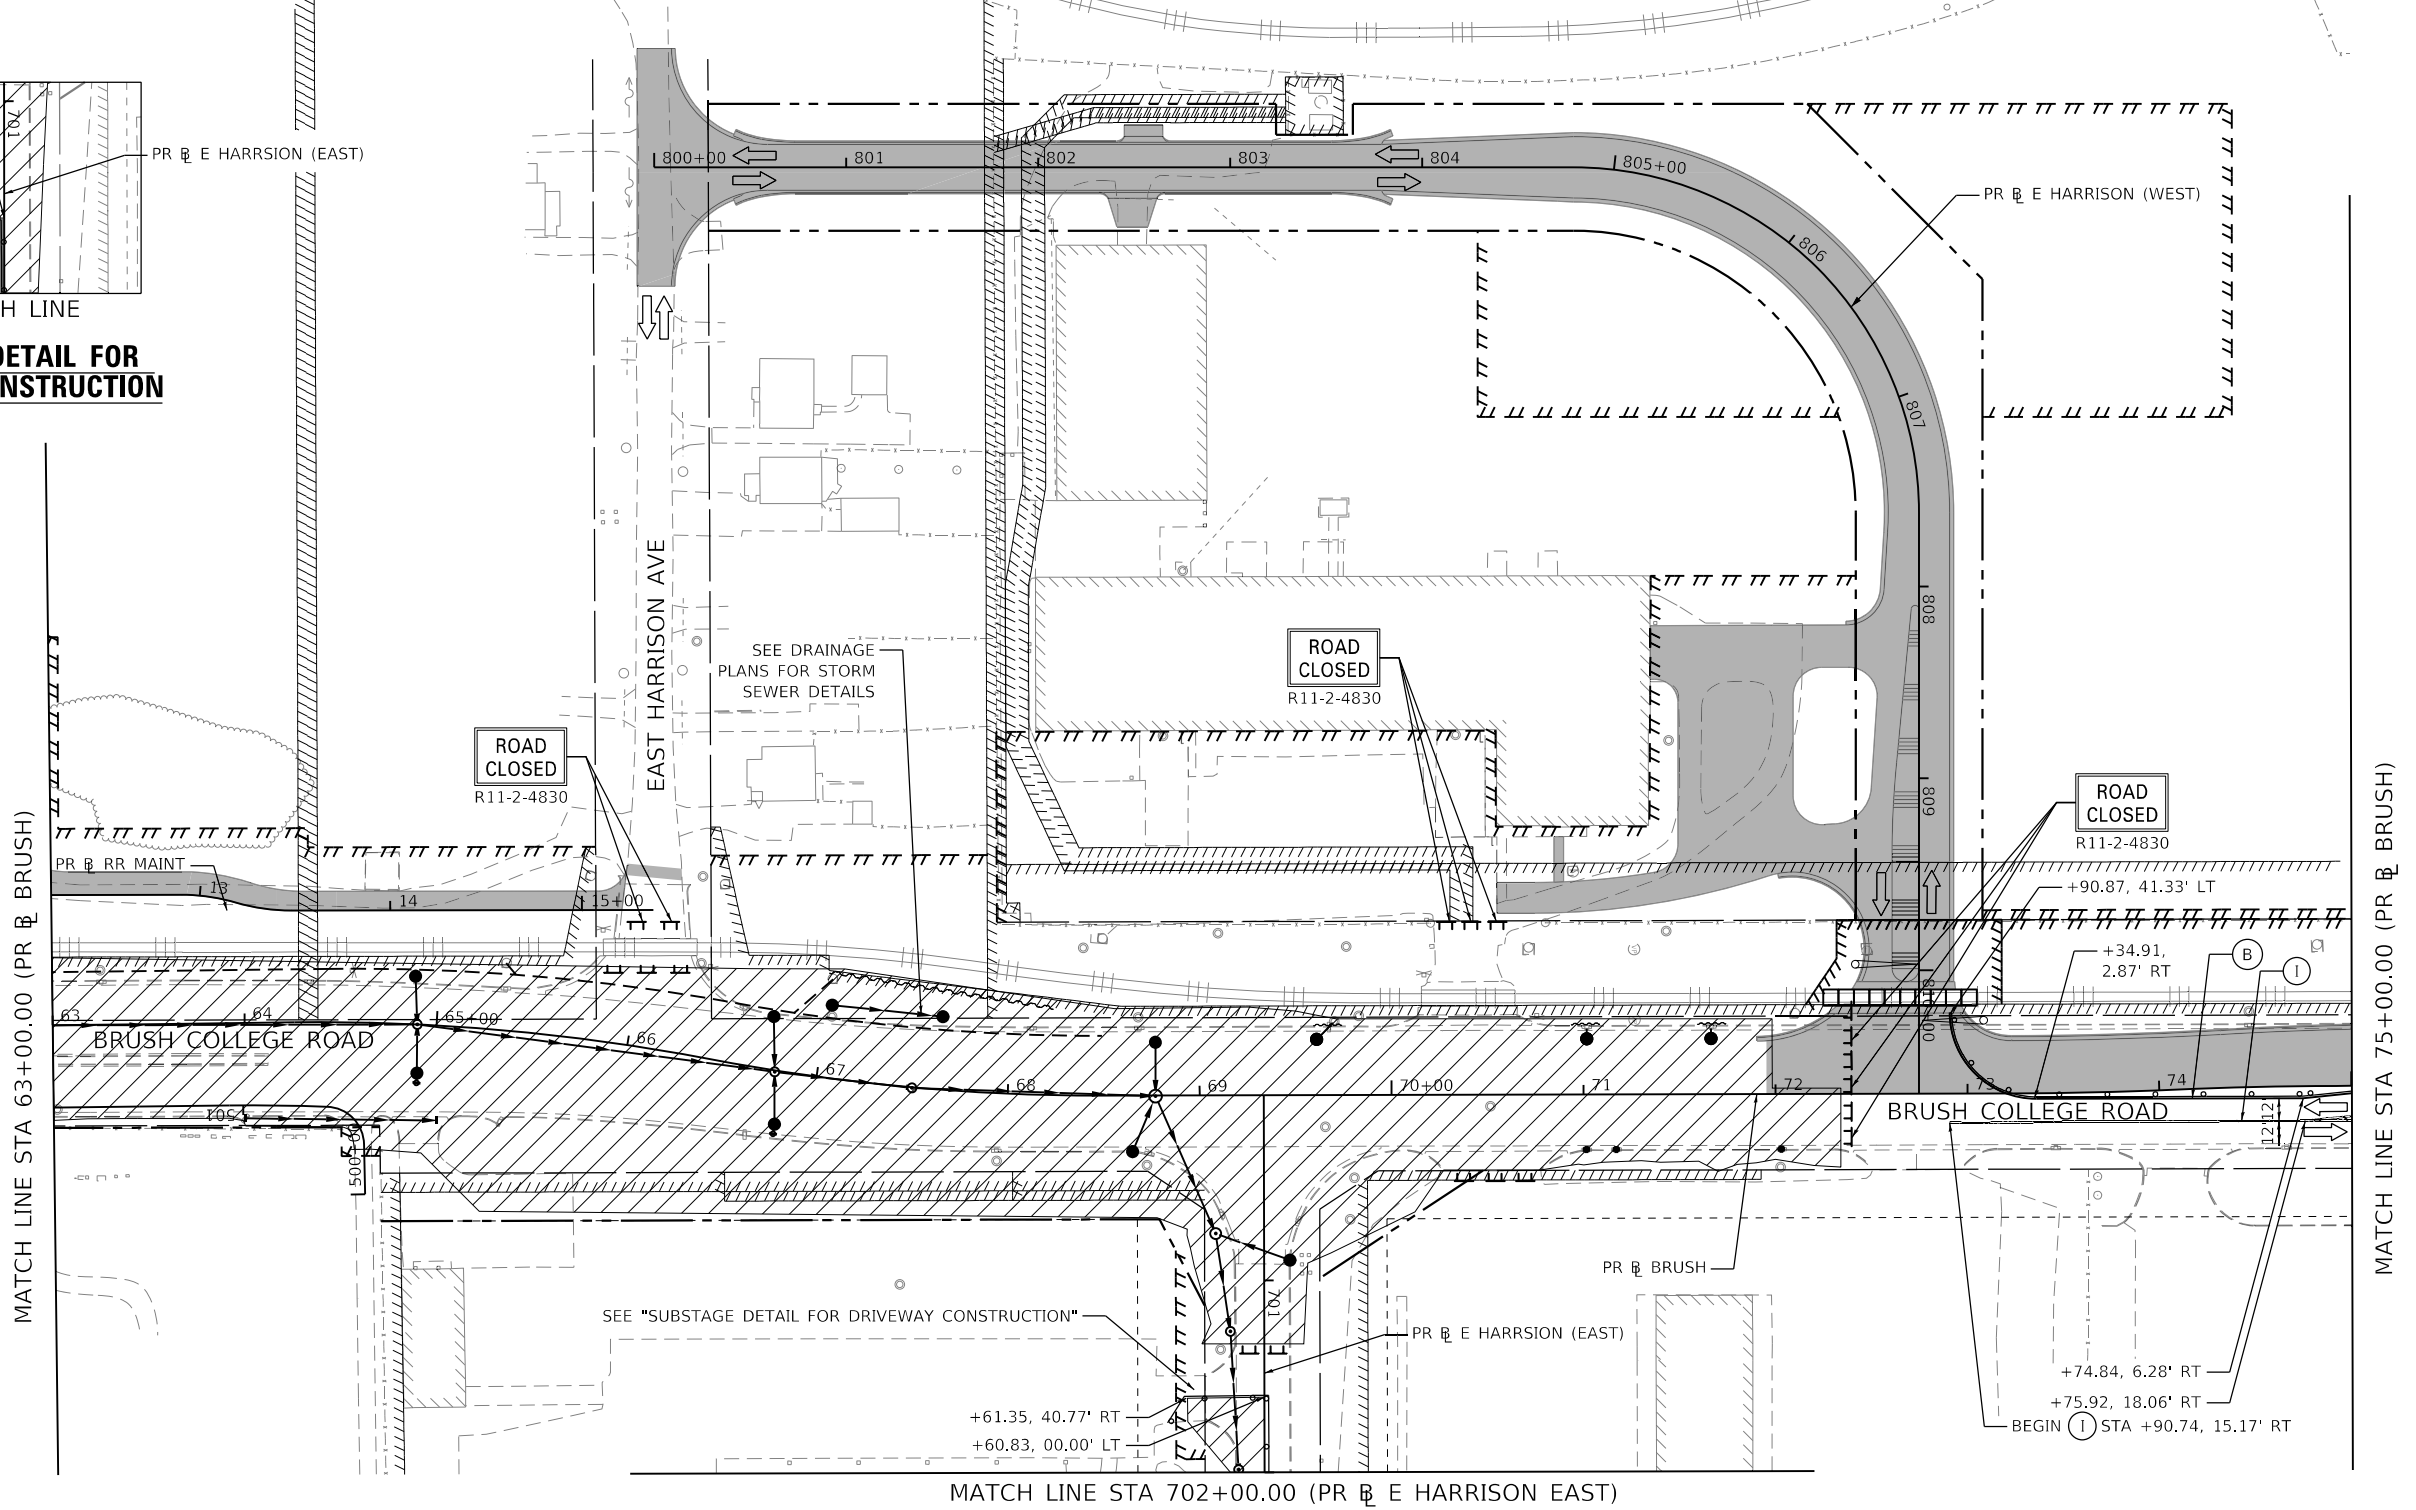 701
PR ⅊ E HARRSION (EAST)
H LINE
DETAIL FOR
NSTRUCTION
800+00
801
802
803
804
805+00
806
807
808
809
PR ⅊ E HARRISON (WEST)
EAST HARRISON AVE
SEE DRAINAGE
PLANS FOR STORM
SEWER DETAILS
ROAD
CLOSED
R11-2-4830
ROAD
CLOSED
R11-2-4830
ROAD
CLOSED
R11-2-4830
+90.87, 41.33' LT
+34.91,
2.87' RT
B
I
PR ⅊ RR MAINT
13
14
15+00
63
64
65+00
66
67
68
69
70+00
71
72
73
74
BRUSH COLLEGE ROAD
BRUSH COLLEGE ROAD
12'
12'
501
500+00
701
PR ⅊ BRUSH
SEE "SUBSTAGE DETAIL FOR DRIVEWAY CONSTRUCTION"
PR ⅊ E HARRSION (EAST)
+61.35, 40.77' RT
+60.83, 00.00' LT
+74.84, 6.28' RT
+75.92, 18.06' RT
BEGIN I STA +90.74, 15.17' RT
MATCH LINE STA 63+00.00 (PR ⅊ BRUSH)
MATCH LINE STA 75+00.00 (PR ⅊ BRUSH)
MATCH LINE STA 702+00.00 (PR ⅊ E HARRISON EAST)